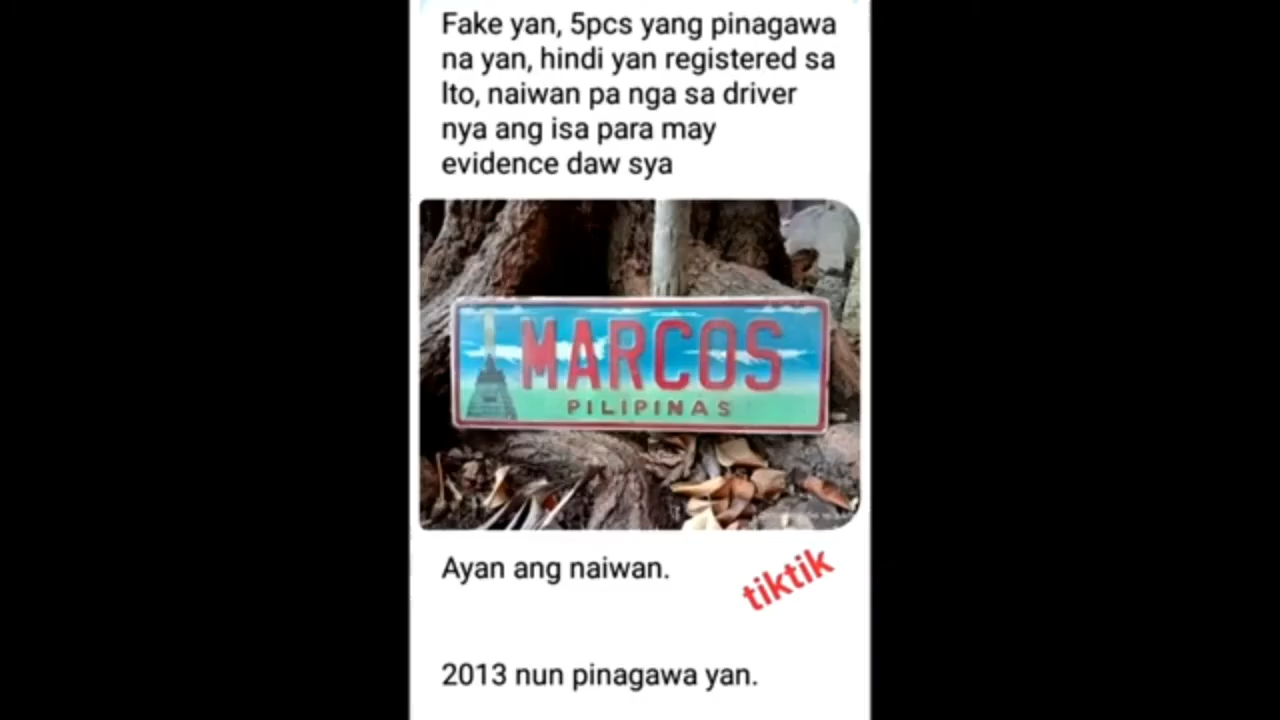 Fake yan, 5pcs yang pinagawa
na yan, hindi yan registered sa
lto, naiwan pa nga sa driver
nya ang isa para may
evidence daw sya
MARCOS
PILIPINAS
Ayan ang naiwan.
tiktik
2013 nun pinagawa yan.